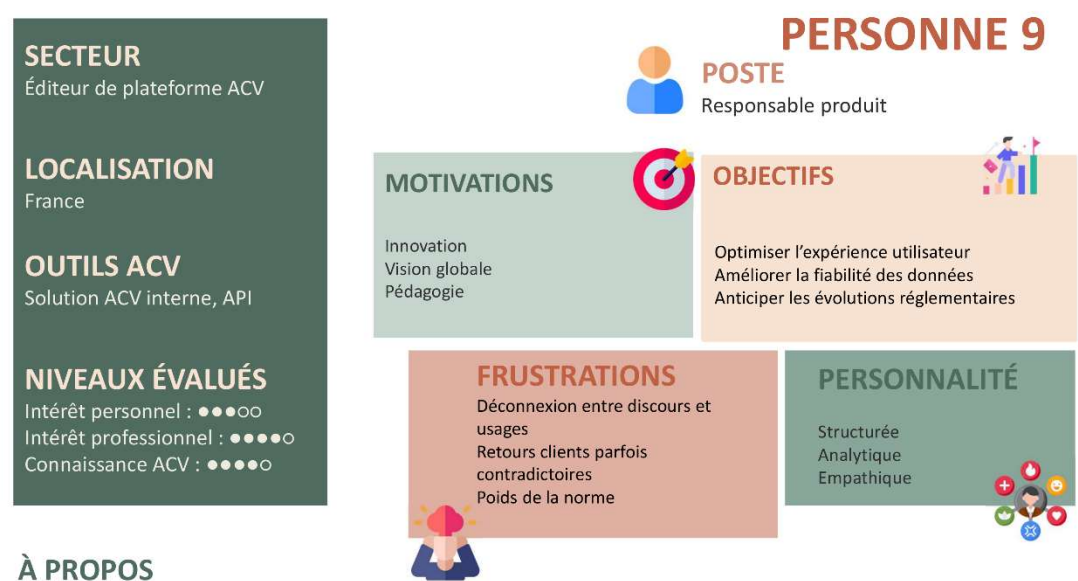 SECTEUR
Éditeur de plateforme ACV
LOCALISATION
France
OUTILS ACV
Solution ACV interne, API
NIVEAUX ÉVALUÉS
Intérêt personnel : ●●●○○
Intérêt professionnel : ●●●●○
Connaissance ACV : ●●●●○
PERSONNE 9
POSTE
Responsable produit
MOTIVATIONS
Innovation
Vision globale
Pédagogie
OBJECTIFS
Optimiser l’expérience utilisateur
Améliorer la fiabilité des données
Anticiper les évolutions réglementaires
FRUSTRATIONS
Déconnexion entre discours et
usages
Retours clients parfois
contradictoires
Poids de la norme
PERSONNALITÉ
Structurée
Analytique
Empathique
À PROPOS